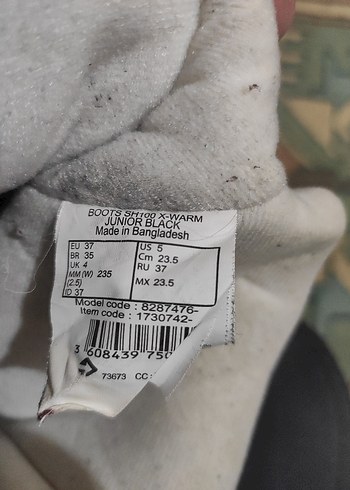 BOOTS SH100 X-WARM
JUNIOR BLACK
Made in Bangladesh
EU 37 US 5
BR 35 Cm 23.5
UK 4 RU 37
MM (W) 235
(2.5) MX 23.5
ID 37
Model code : 8287476-
Item code : 1730742-
3 608439 750
73673 CC: